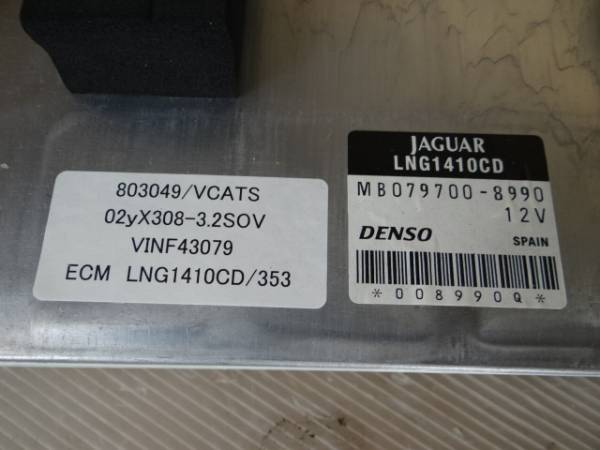 803049/VCATS
02yX308-3.2SOV
VINF43079
ECM LNG1410CD/353
JAGUAR
LNG1410CD
MB079700-8990
12V
DENSO SPAIN
*008990Q*